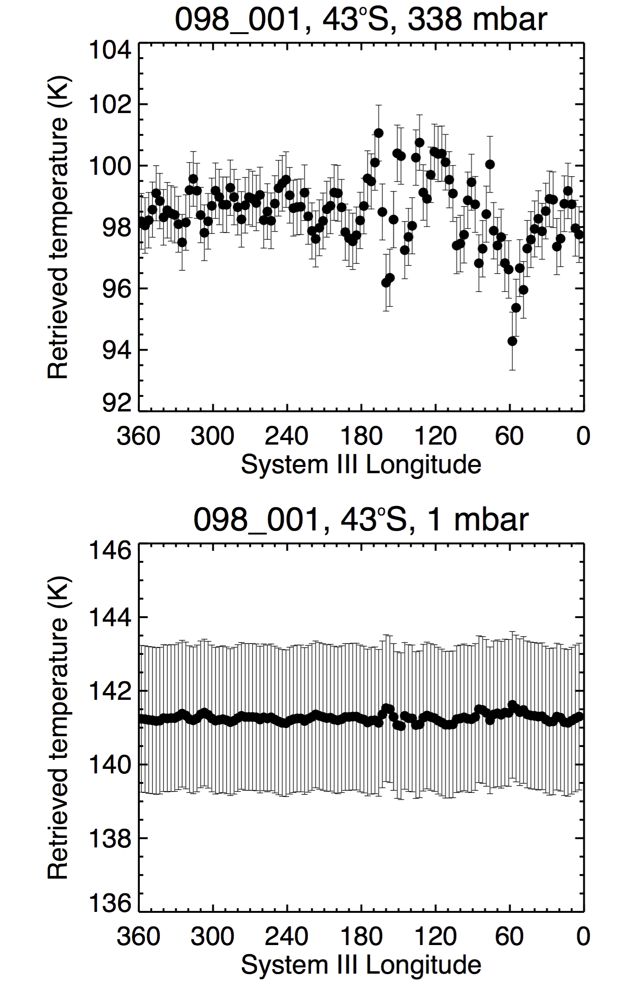 098_001, 43°S, 338 mbar
Retrieved temperature (K)
104
102
100
98
96
94
92
360 300 240 180 120 60 0
System III Longitude
098_001, 43°S, 1 mbar
Retrieved temperature (K)
146
144
142
140
138
136
360 300 240 180 120 60 0
System III Longitude